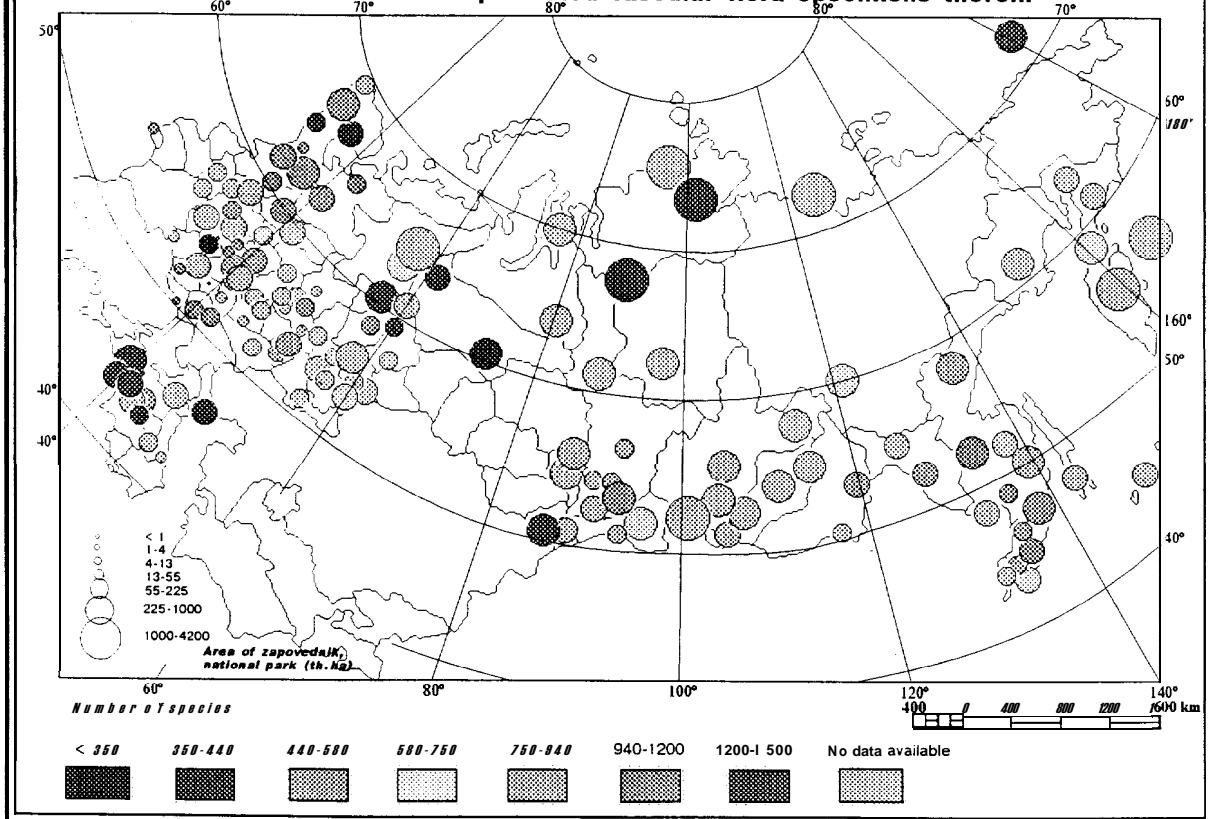 60° 70° 80° 80° 70°
50°
60°
180°
160°
50°
40°
40°
40°
< 1
1-4
4-13
13-55
55-225
225-1000
1000-4200
Area of zapovednik,
national park (th.ha)
60° 80° 100° 120° 140°
Number of species
400 0 400 800 1200 1600 km
< 350 350-440 440-580 580-750 750-940 940-1200 1200-I 500 No data available